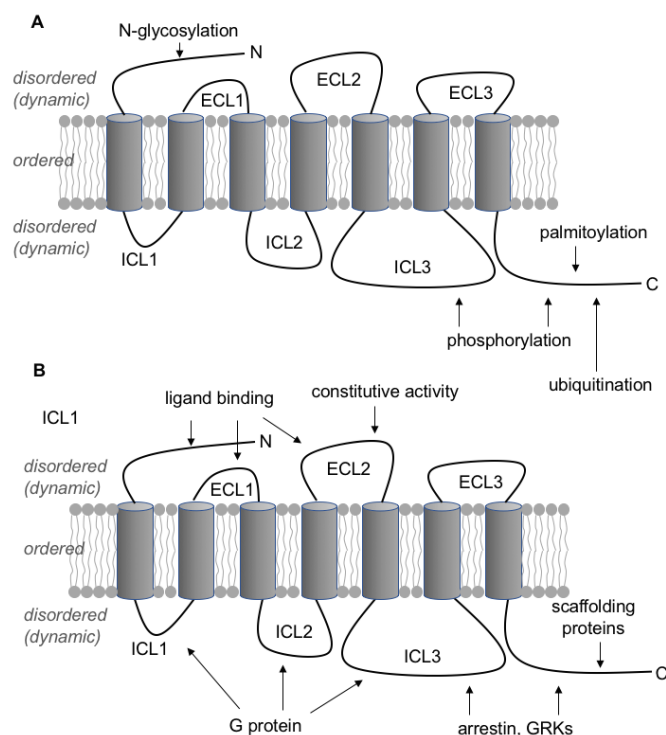 A
N-glycosylation
N
disordered
(dynamic)
ECL1
ECL2
ECL3
ordered
disordered
(dynamic)
ICL1
ICL2
ICL3
palmitoylation
C
phosphorylation
ubiquitination
B
ligand binding
constitutive activity
ICL1
N
disordered
(dynamic)
ECL1
ECL2
ECL3
ordered
disordered
(dynamic)
ICL1
ICL2
ICL3
scaffolding
proteins
C
G protein
arrestin, GRKs